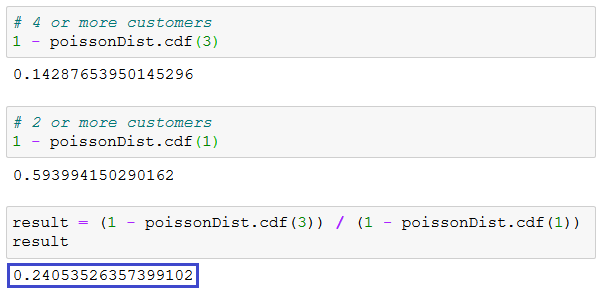 # 4 or more customers
1 - poissonDist.cdf(3)
0.14287653950145296
# 2 or more customers
1 - poissonDist.cdf(1)
0.593994150290162
result = (1 - poissonDist.cdf(3)) / (1 - poissonDist.cdf(1))
result
0.24053526357399102